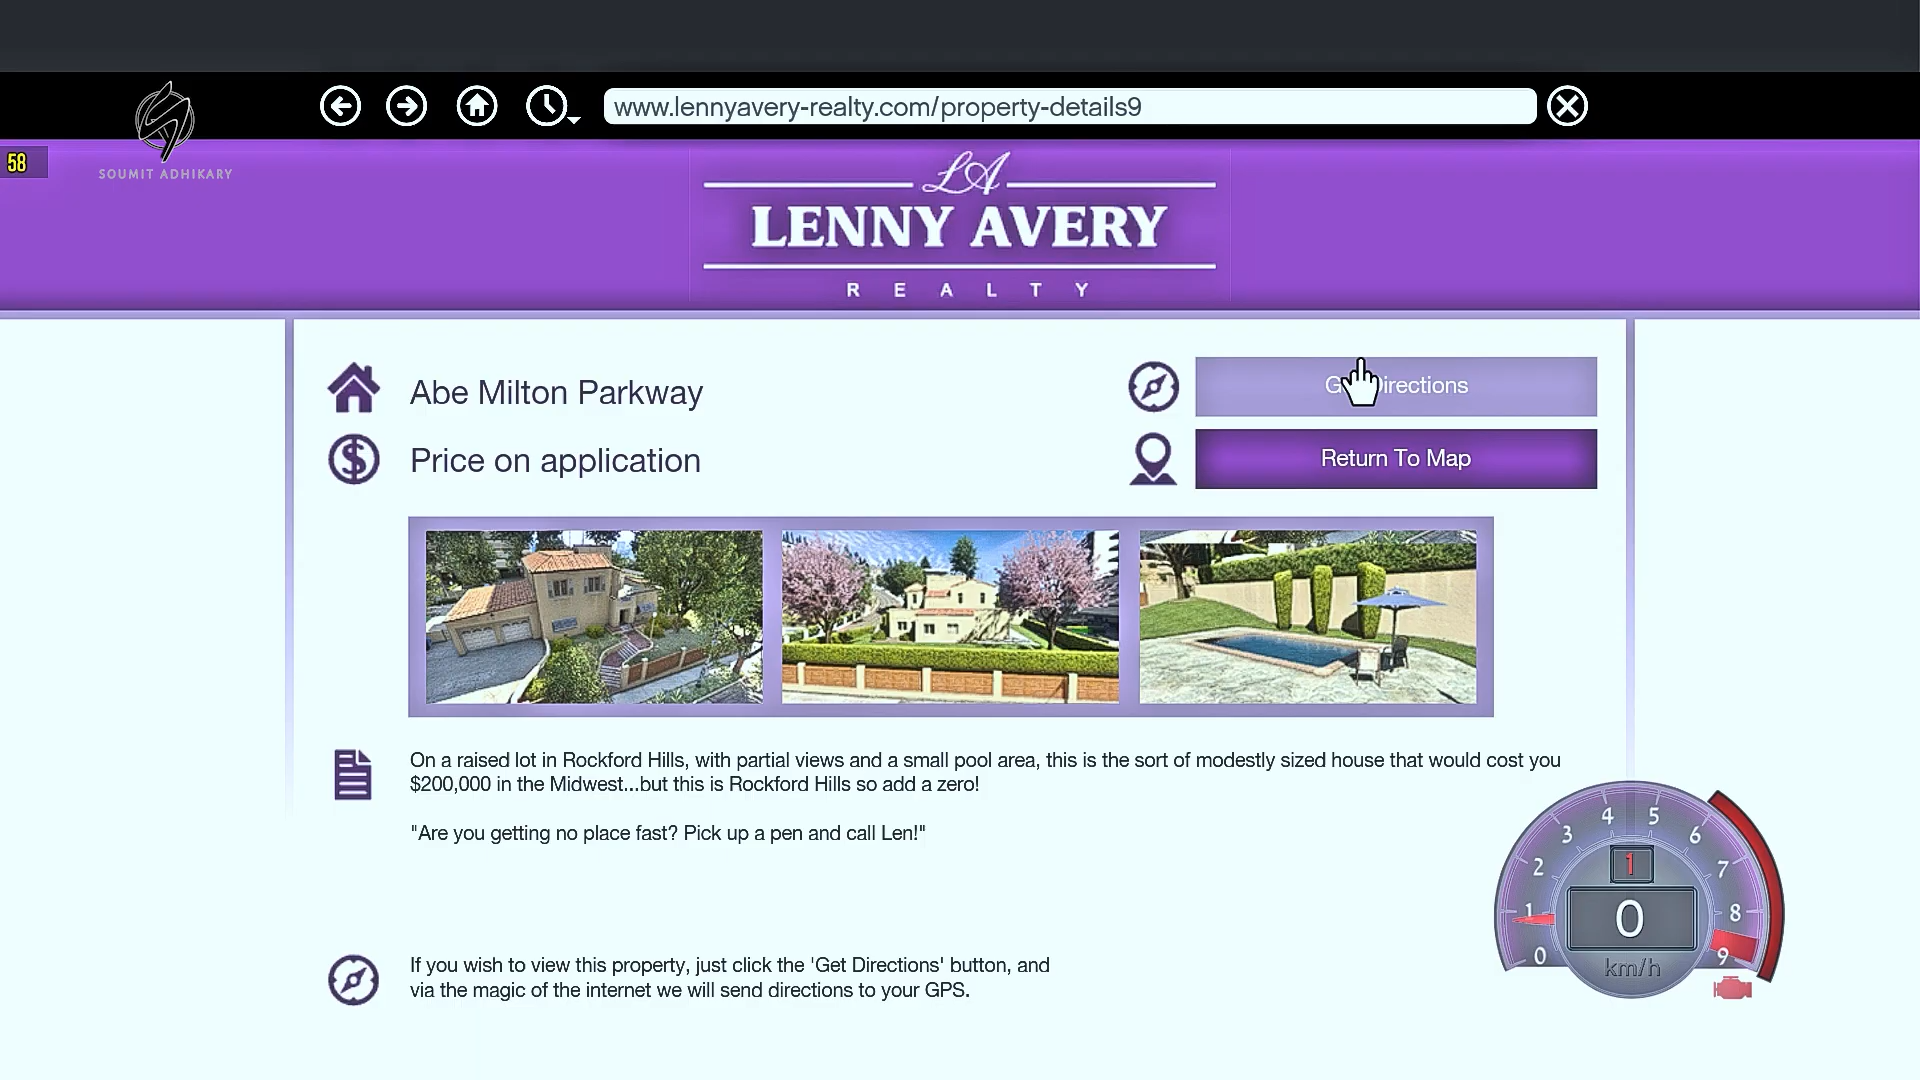 www.lennyavery-realty.com/property-details9
58
SOUMIT ADHIKARY
LA
LENNY AVERY
REALTY
Abe Milton Parkway
Directions
Price on application
Return To Map
On a raised lot in Rockford Hills, with partial views and a small pool area, this is the sort of modestly sized house that would cost you
$200,000 in the Midwest...but this is Rockford Hills so add a zero!
"Are you getting no place fast? Pick up a pen and call Len!"
0 1 2 3 4 5 6 7 8 9
1
0
km/h
If you wish to view this property, just click the 'Get Directions' button, and
via the magic of the internet we will send directions to your GPS.